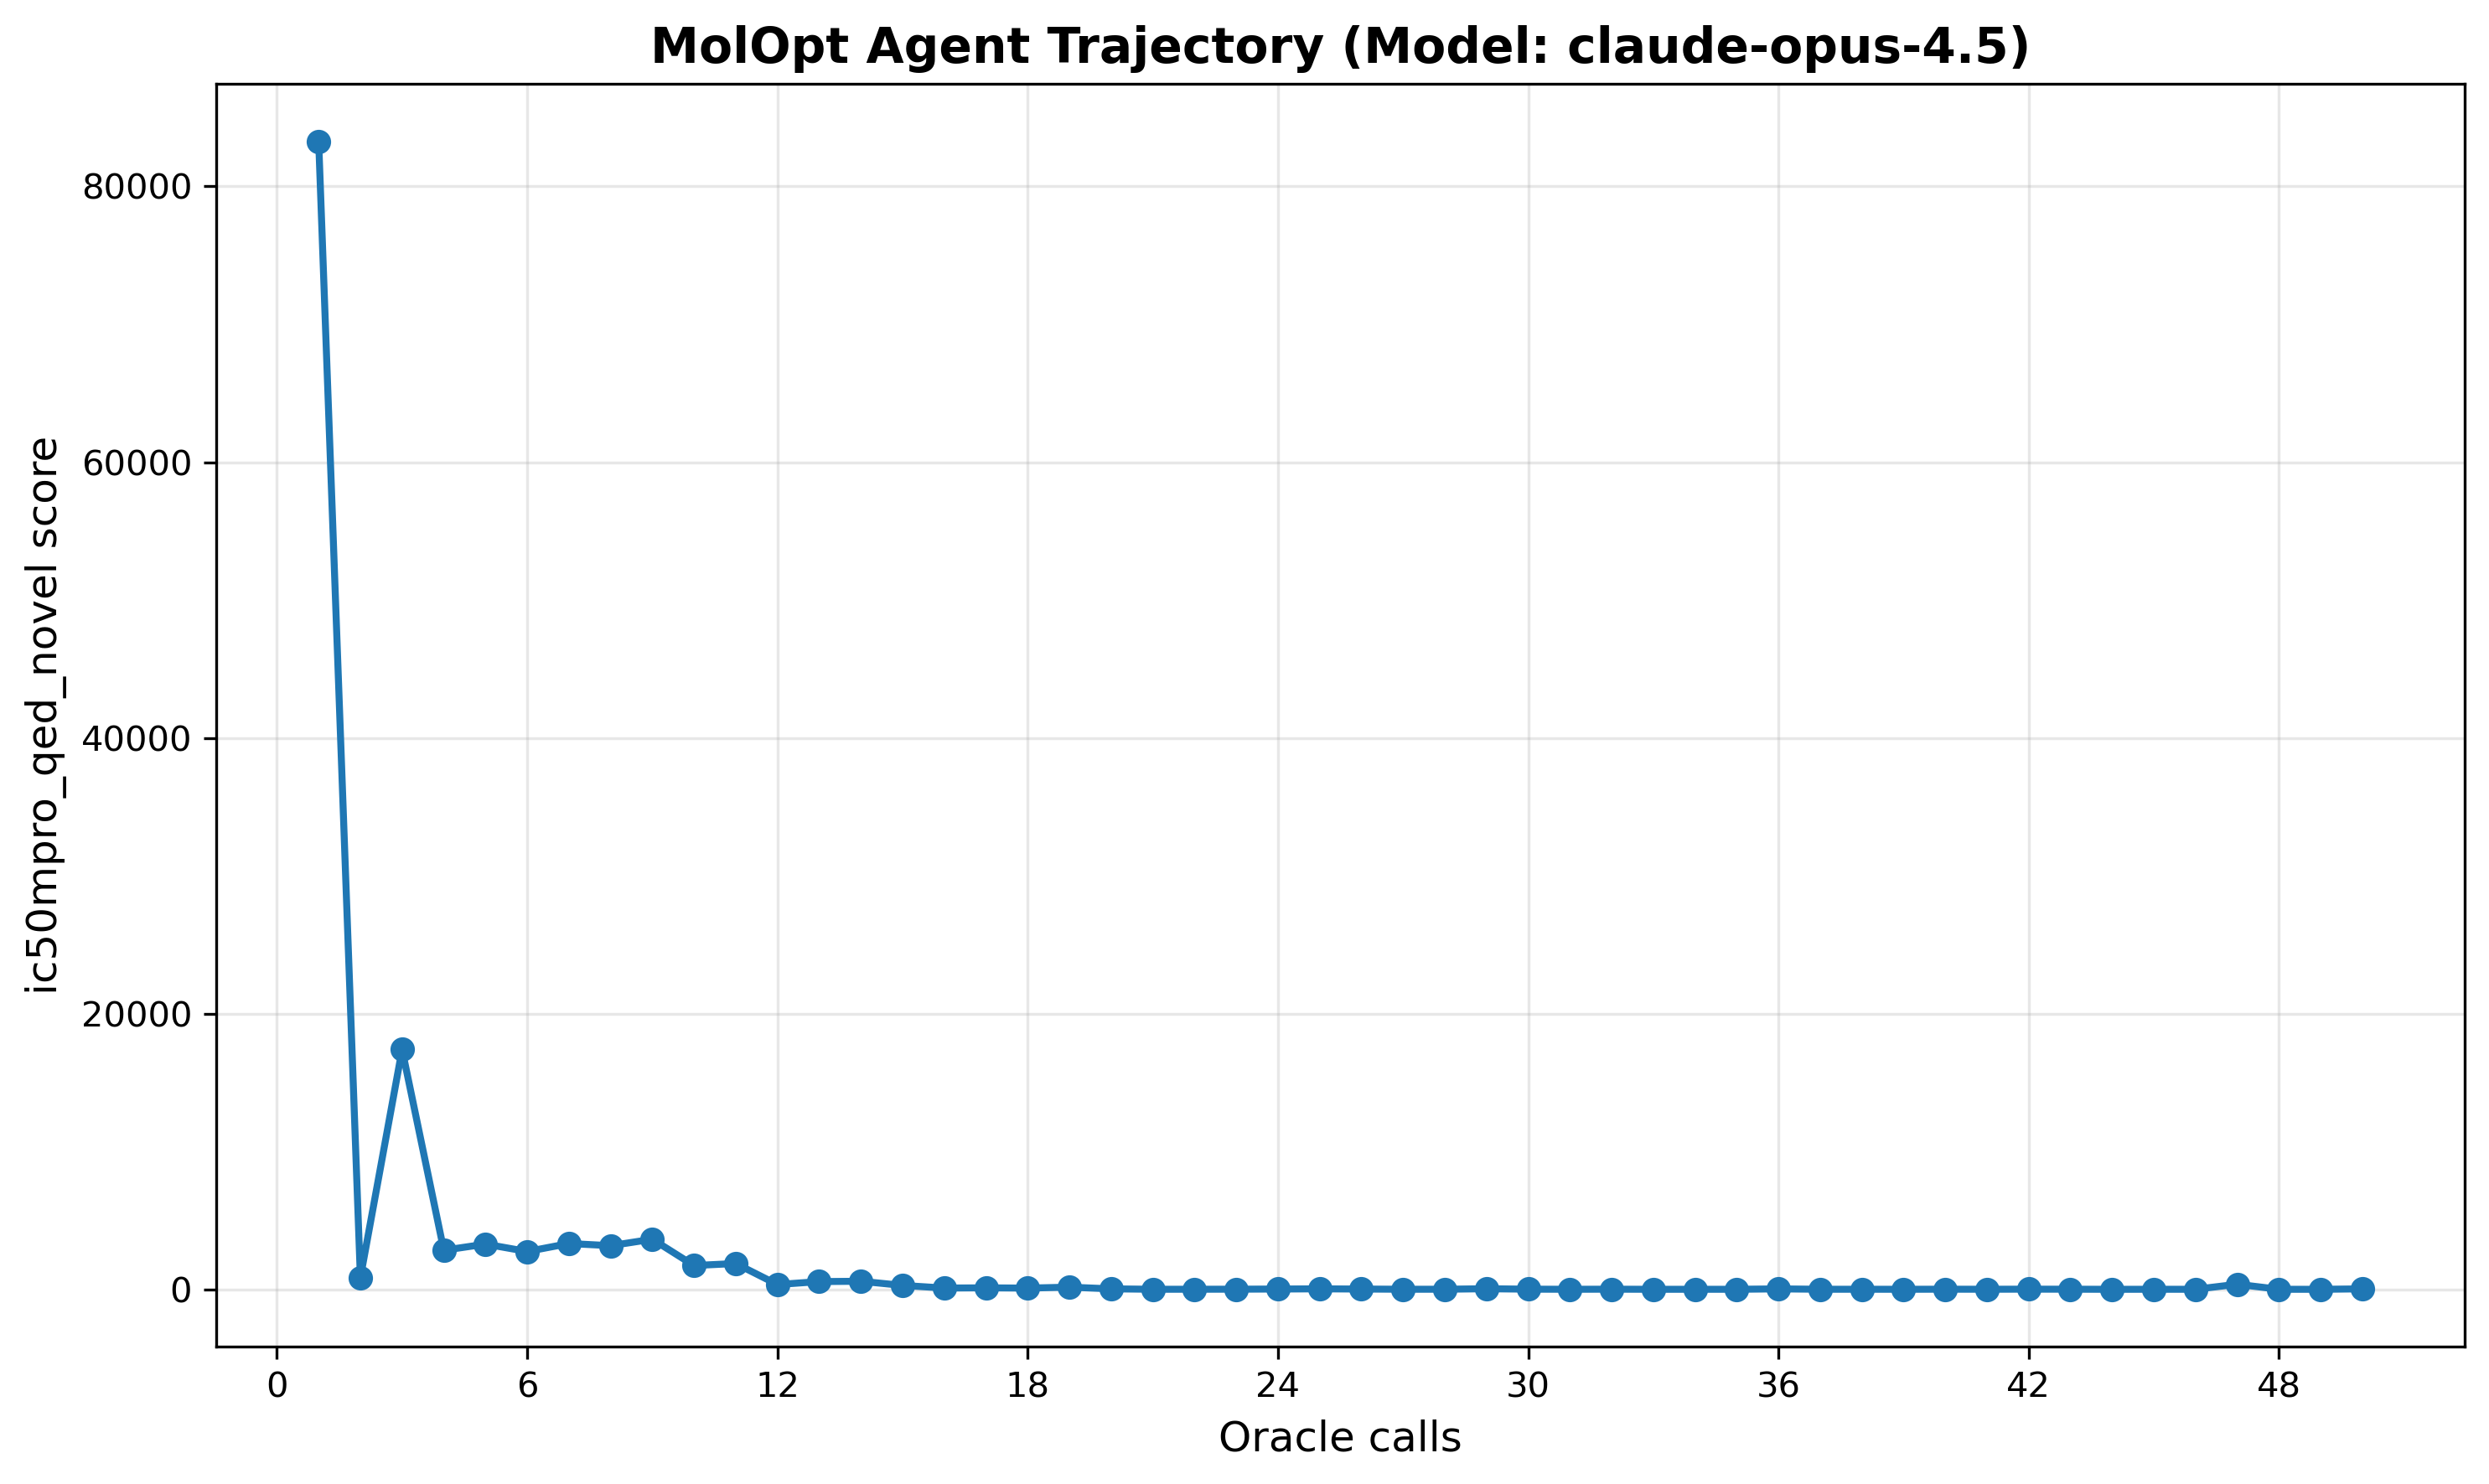 MolOpt Agent Trajectory (Model: claude-opus-4.5)
ic50mpro_qed_novel score
80000
60000
40000
20000
0
0 6 12 18 24 30 36 42 48
Oracle calls